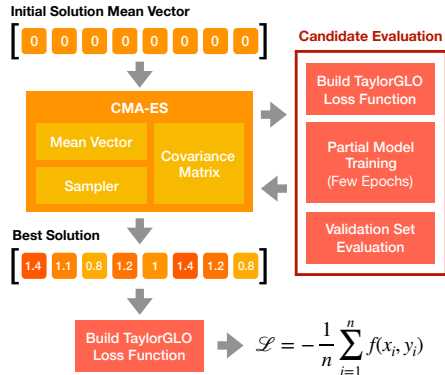 Initial Solution Mean Vector
[ 0 0 0 0 0 0 0 0 ]
Candidate Evaluation
CMA-ES
Mean Vector
Sampler
Covariance
Matrix
Build TaylorGLO
Loss Function
Partial Model
Training
(Few Epochs)
Validation Set
Evaluation
Best Solution
[ 1.4 1.1 0.8 1.2 1 1.4 1.2 0.8 ]
Build TaylorGLO
Loss Function
ℒ = − 1/n ∑_{i=1}^{n} f(x_i, y_i)